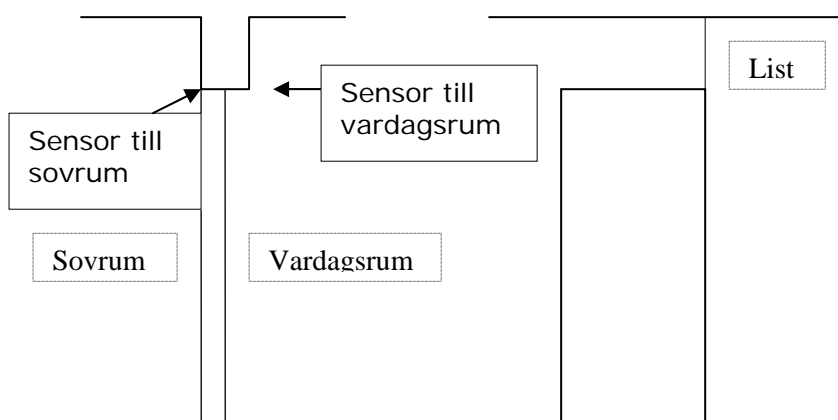 List
Sensor till
vardagsrum
Sensor till
sovrum
Sovrum
Vardagsrum